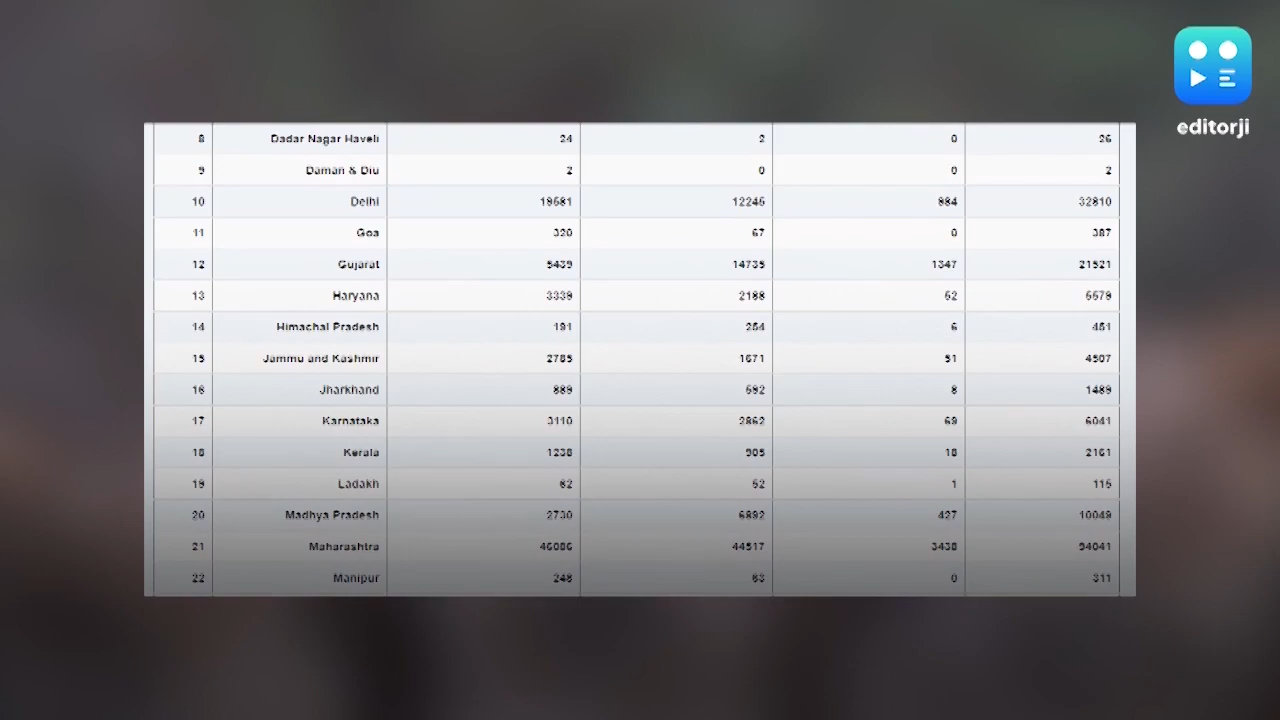 editorji
8 Dadar Nagar Haveli 24 2 0 26
9 Daman & Diu 2 0 0 2
10 Delhi 19581 12245 984 32810
11 Goa 320 67 0 387
12 Gujarat 5439 14735 1347 21521
13 Haryana 3339 2188 52 5579
14 Himachal Pradesh 191 254 6 451
15 Jammu and Kashmir 2785 1671 51 4507
16 Jharkhand 889 592 8 1489
17 Karnataka 3110 2862 69 6041
18 Kerala 1238 905 18 2161
19 Ladakh 62 52 1 115
20 Madhya Pradesh 2730 6892 427 10049
21 Maharashtra 46086 44517 3438 94041
22 Manipur 248 63 0 311